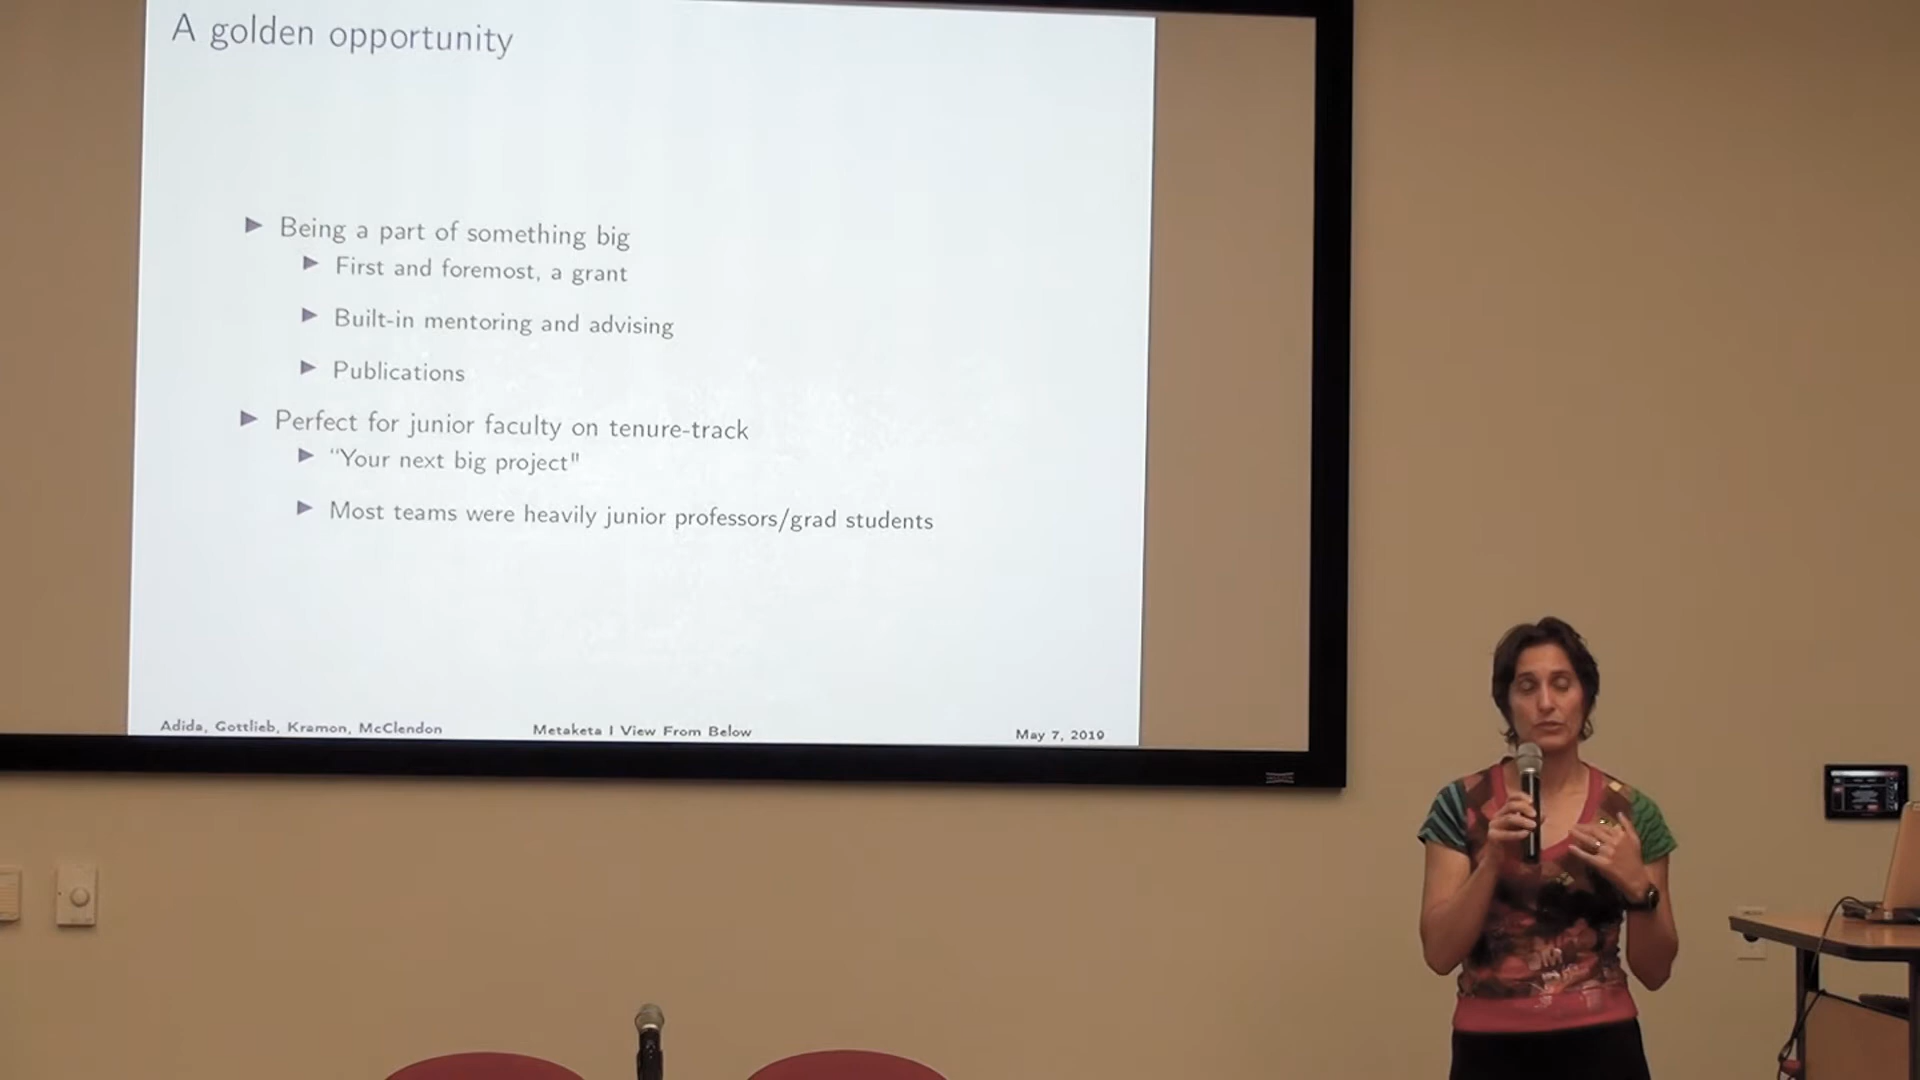 A golden opportunity
Being a part of something big
First and foremost, a grant
Built-in mentoring and advising
Publications
Perfect for junior faculty on tenure-track
"Your next big project"
Most teams were heavily junior professors/grad students
Adida, Gottlieb, Kramon, McClendon
Metaketa I View From Below
May 7, 2019